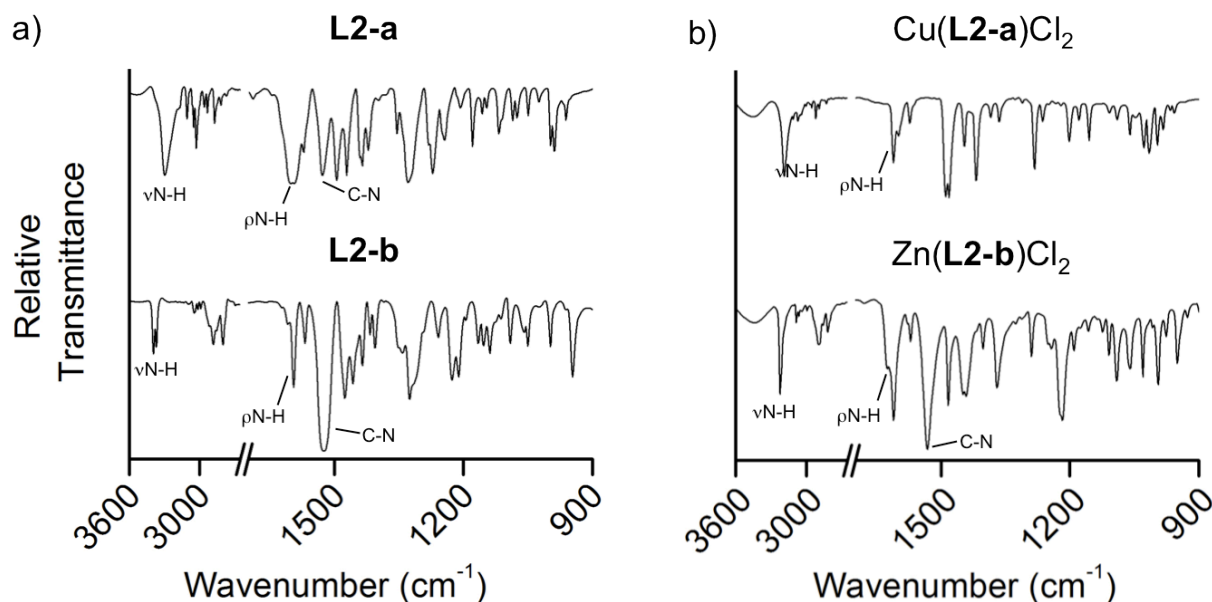 a)
L2-a
νN-H
ρN-H
C-N
L2-b
νN-H
ρN-H
C-N
Relative
Transmittance
3600
3000
1500
1200
900
Wavenumber (cm⁻¹)
b)
Cu(L2-a)Cl₂
νN-H
ρN-H
Zn(L2-b)Cl₂
νN-H
ρN-H
C-N
3600
3000
1500
1200
900
Wavenumber (cm⁻¹)